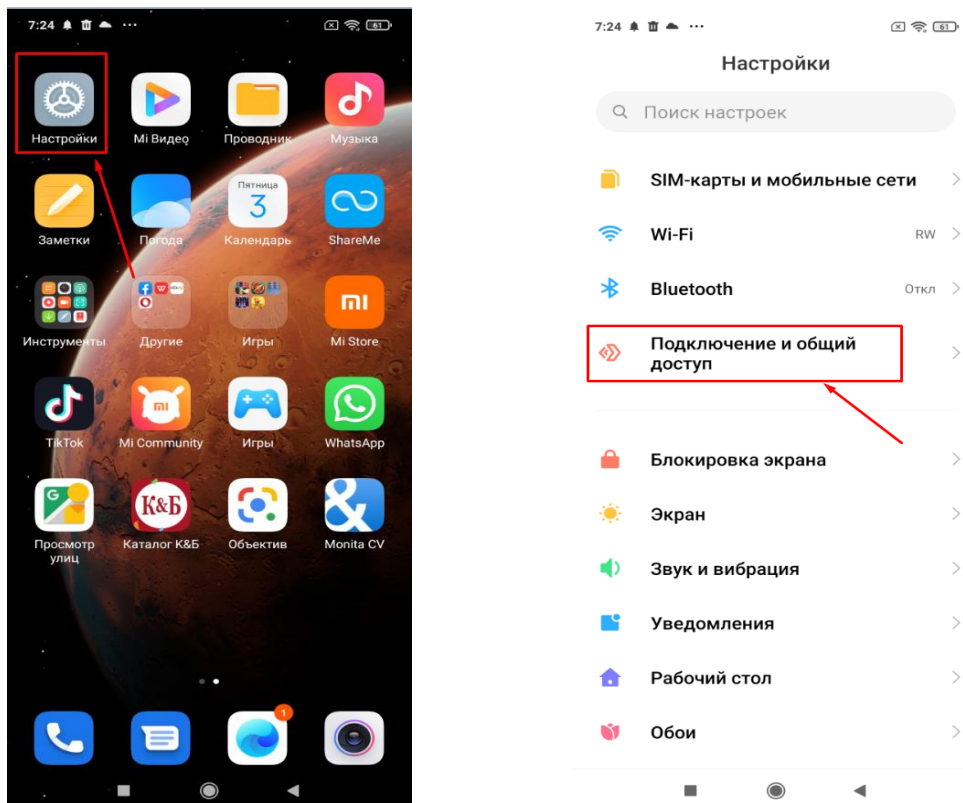 7:24
61
Настройки
Mi Видео
Проводник
Музыка
Пятница
3
Заметки
Погода
Календарь
ShareMe
Инструменты
Другие
Игры
Mi Store
TikTok
Mi Community
Игры
WhatsApp
G
К&Б
&
Просмотр
улиц
Каталог К&Б
Объектив
Monita CV
1
7:24
61
Настройки
Поиск настроек
SIM-карты и мобильные сети
Wi-Fi
RW
Bluetooth
Откл
Подключение и общий
доступ
Блокировка экрана
Экран
Звук и вибрация
Уведомления
Рабочий стол
Обои